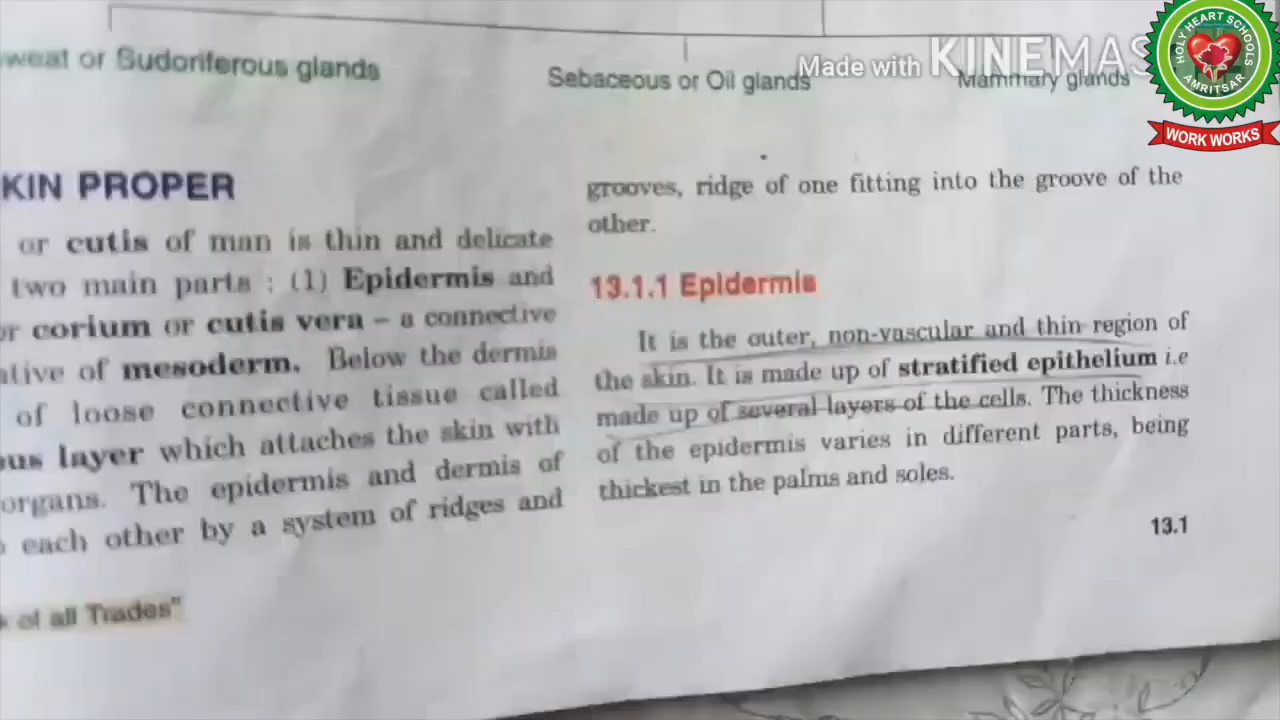 weat or Sudoriferous glands
Sebaceous or Oil glands
Mammary glands
Made with KINEMAS
HOLY HEART SCHOOLS
AMRITSAR
WORK WORKS
KIN PROPER
or cutis of man is thin and delicate
two main parts : (1) Epidermis and
or corium or cutis vera – a connective
ative of mesoderm. Below the dermis
of loose connective tissue called
ous layer which attaches the skin with
organs. The epidermis and dermis of
each other by a system of ridges and
k of all Trades"
grooves, ridge of one fitting into the groove of the
other.
13.1.1 Epidermis
It is the outer, non-vascular and thin region of
the skin. It is made up of stratified epithelium i.e
made up of several layers of the cells. The thickness
of the epidermis varies in different parts, being
thickest in the palms and soles.
13.1